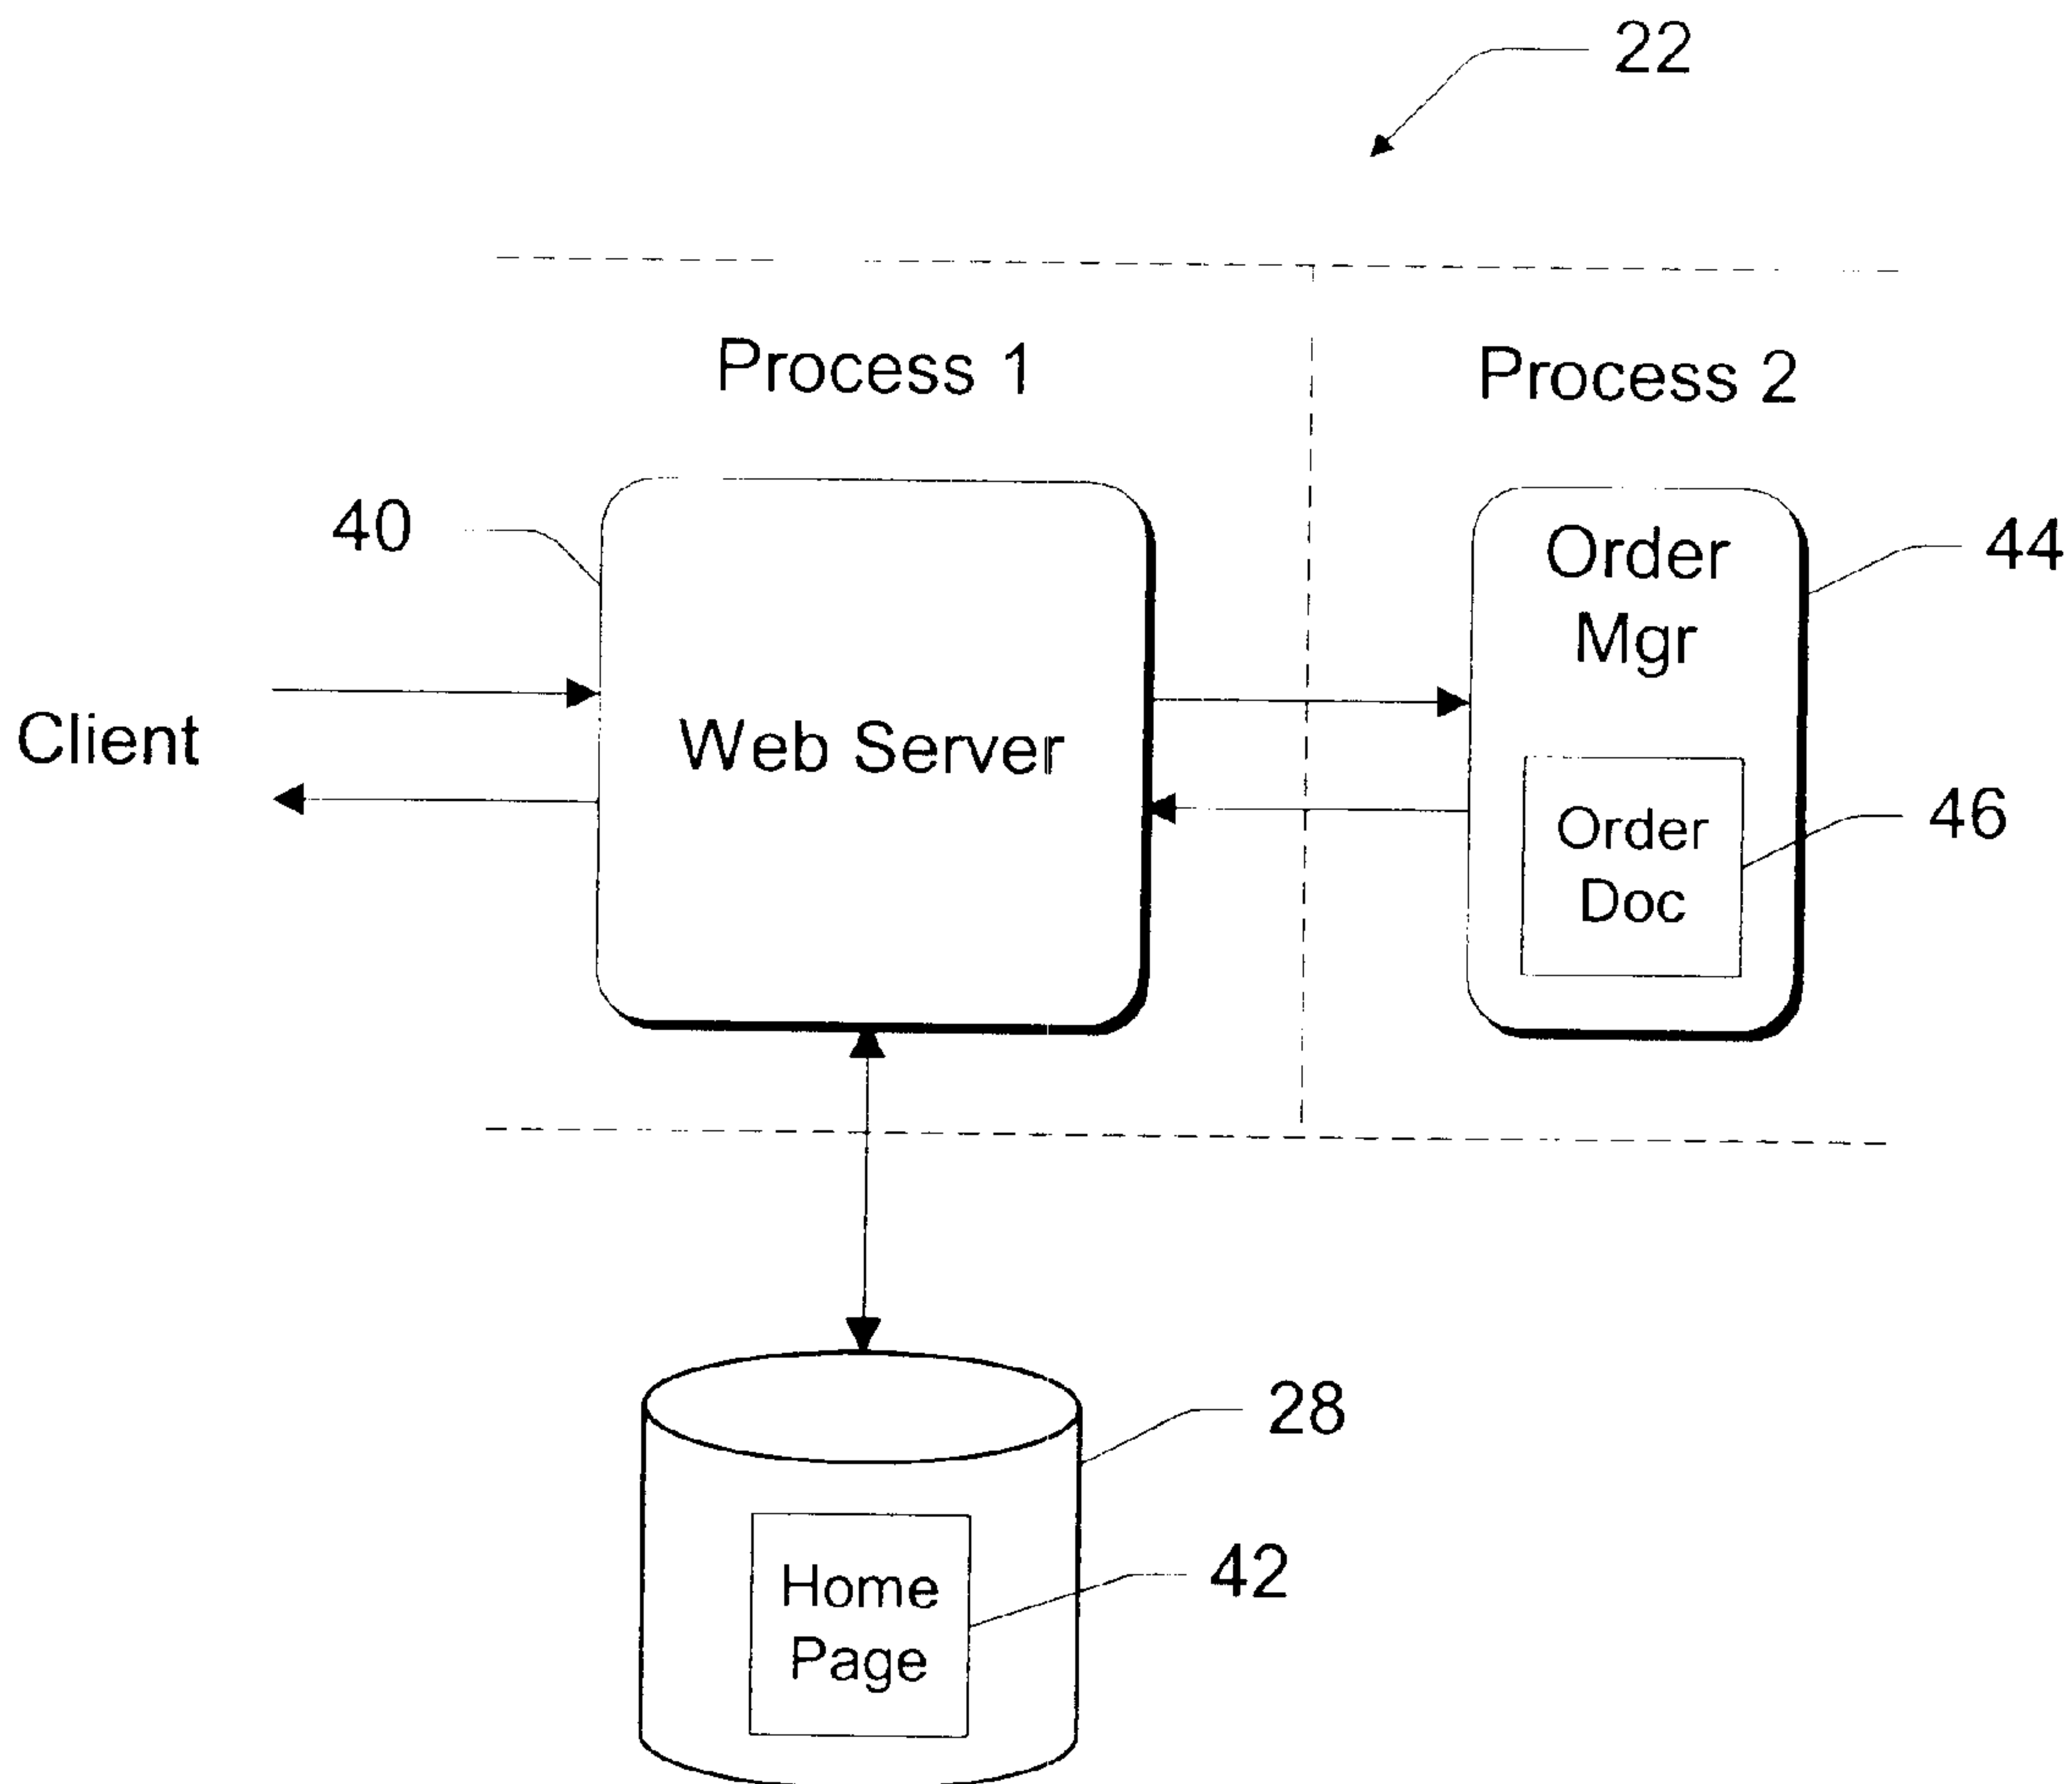 22
Process 1
Process 2
40
Order
Mgr
44
Client
Web Server
Order
Doc
46
28
Home
Page
42